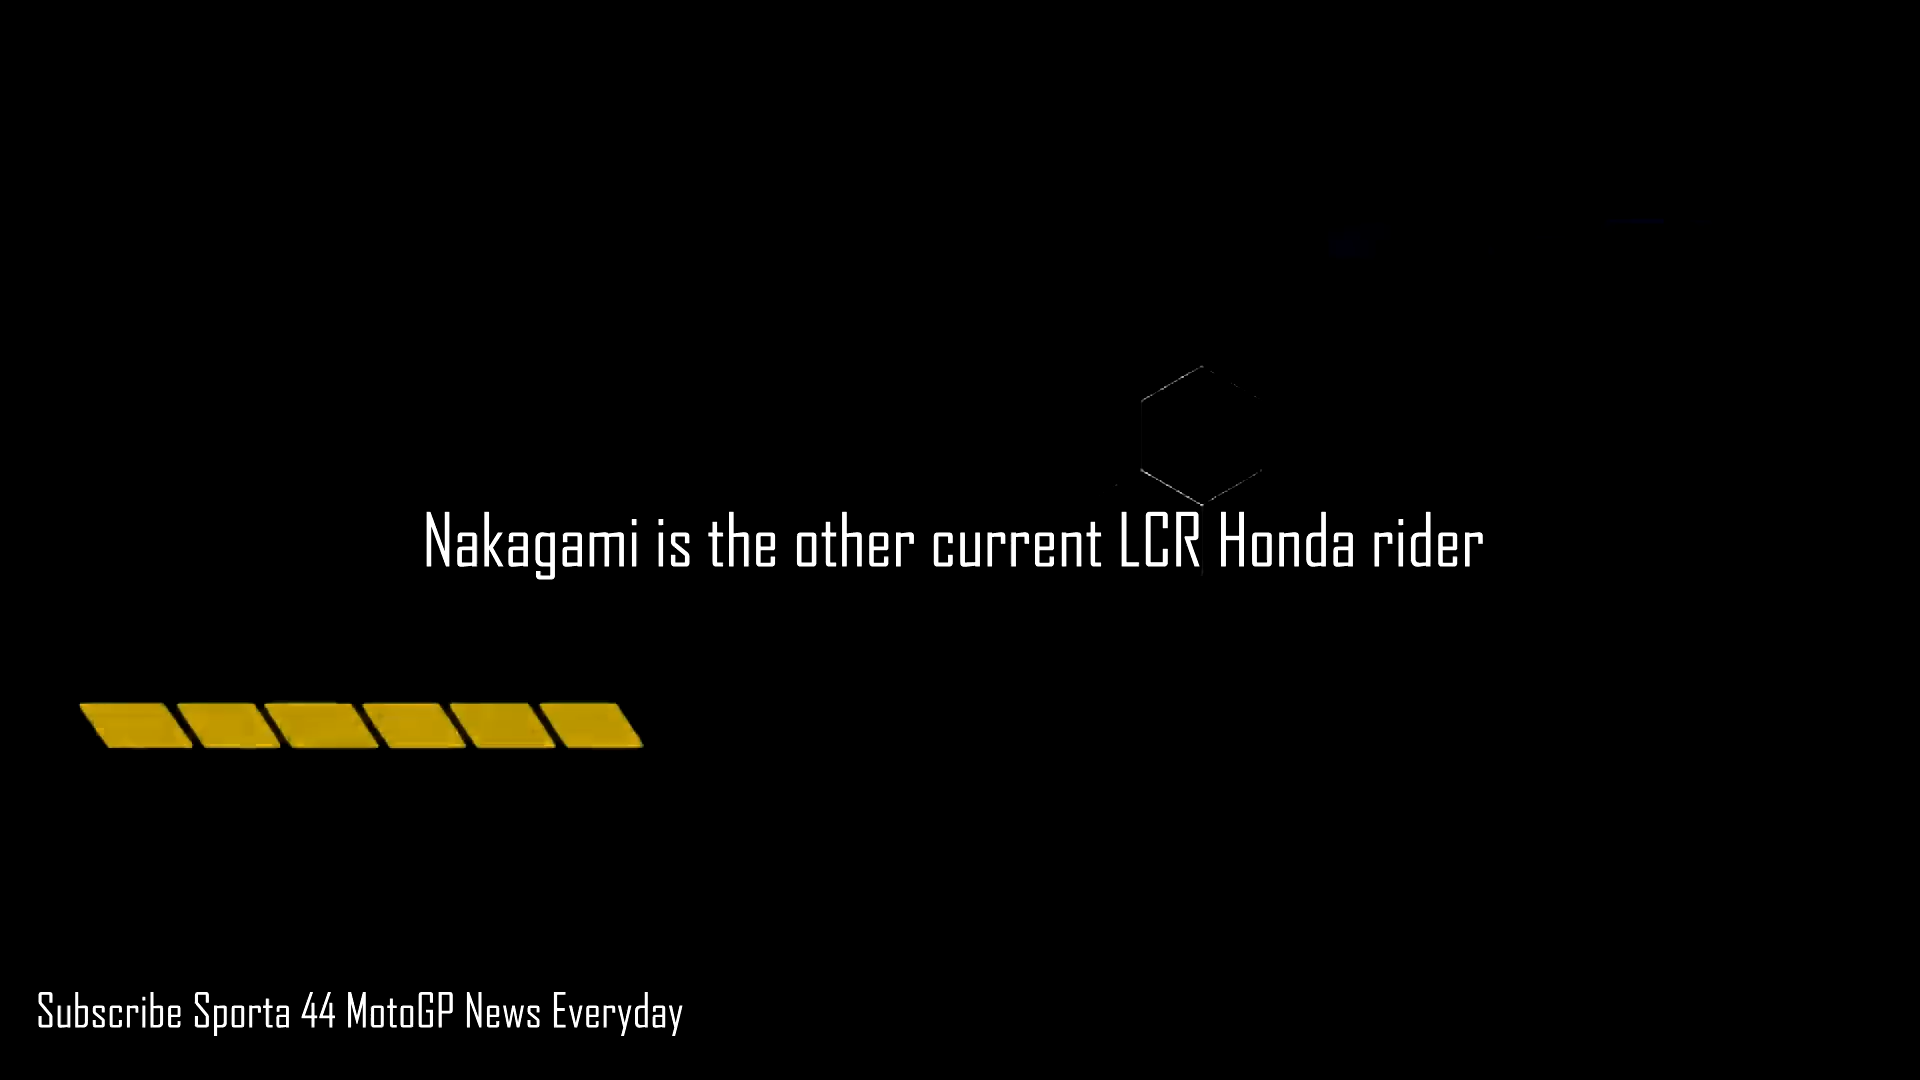 Nakagami is the other current LCR Honda rider
Subscribe Sporta 44 MotoGP News Everyday